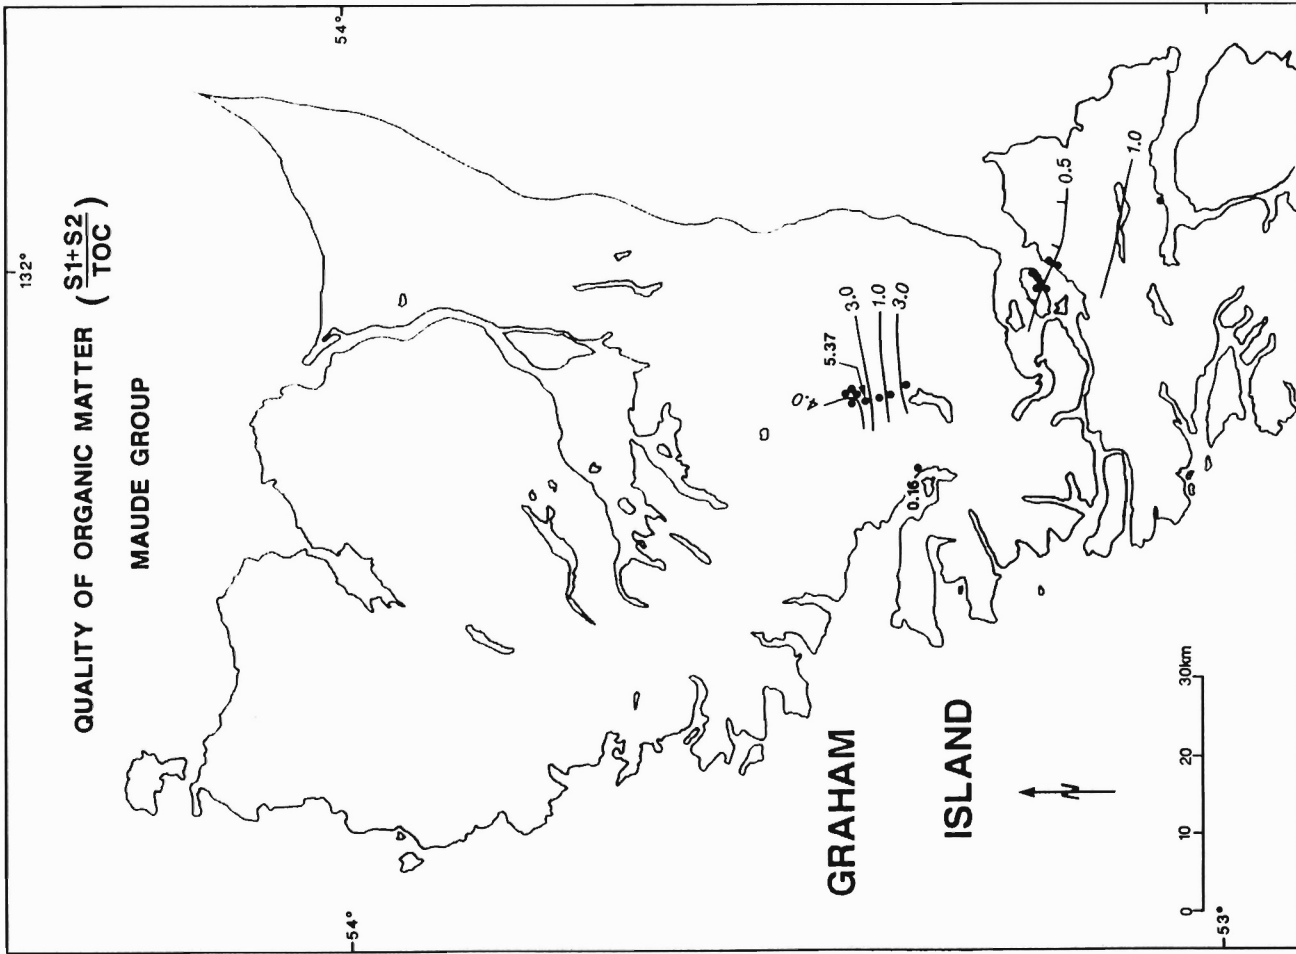 QUALITY OF ORGANIC MATTER ( S1+S2 / TOC )
MAUDE GROUP
132°
54°
54°
53°
GRAHAM
ISLAND
N
0 10 20 30km
4.0
5.37
3.0
1.0
3.0
0.16
0.5
1.0